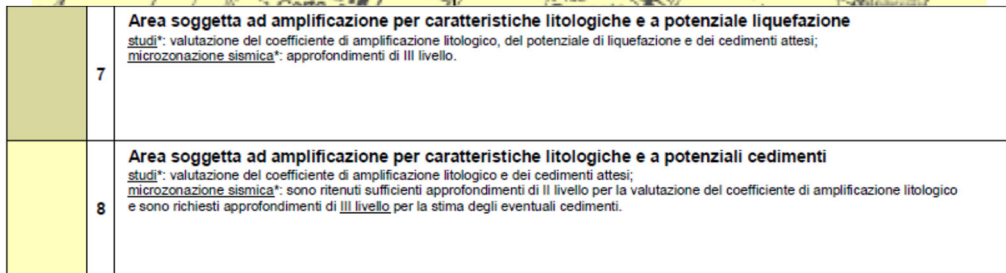 Area soggetta ad amplificazione per caratteristiche litologiche e a potenziale liquefazione
studi*: valutazione del coefficiente di amplificazione litologico, del potenziale di liquefazione e dei cedimenti attesi;
microzonazione sismica*: approfondimenti di III livello.
7
Area soggetta ad amplificazione per caratteristiche litologiche e a potenziali cedimenti
studi*: valutazione del coefficiente di amplificazione litologico e dei cedimenti attesi;
microzonazione sismica*: sono ritenuti sufficienti approfondimenti di II livello per la valutazione del coefficiente di amplificazione litologico
e sono richiesti approfondimenti di III livello per la stima degli eventuali cedimenti.
8